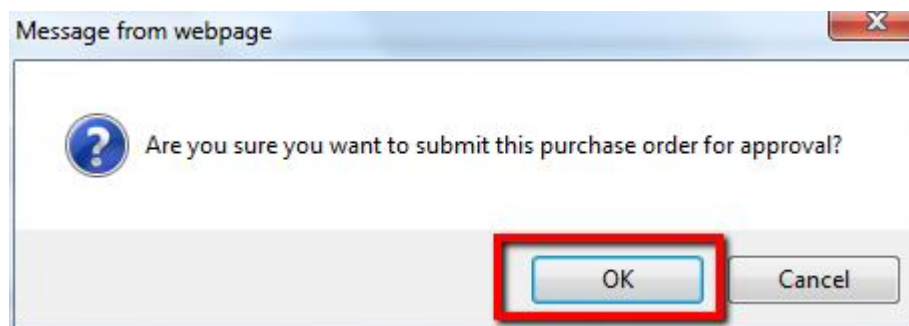 Message from webpage
Are you sure you want to submit this purchase order for approval?
OK Cancel